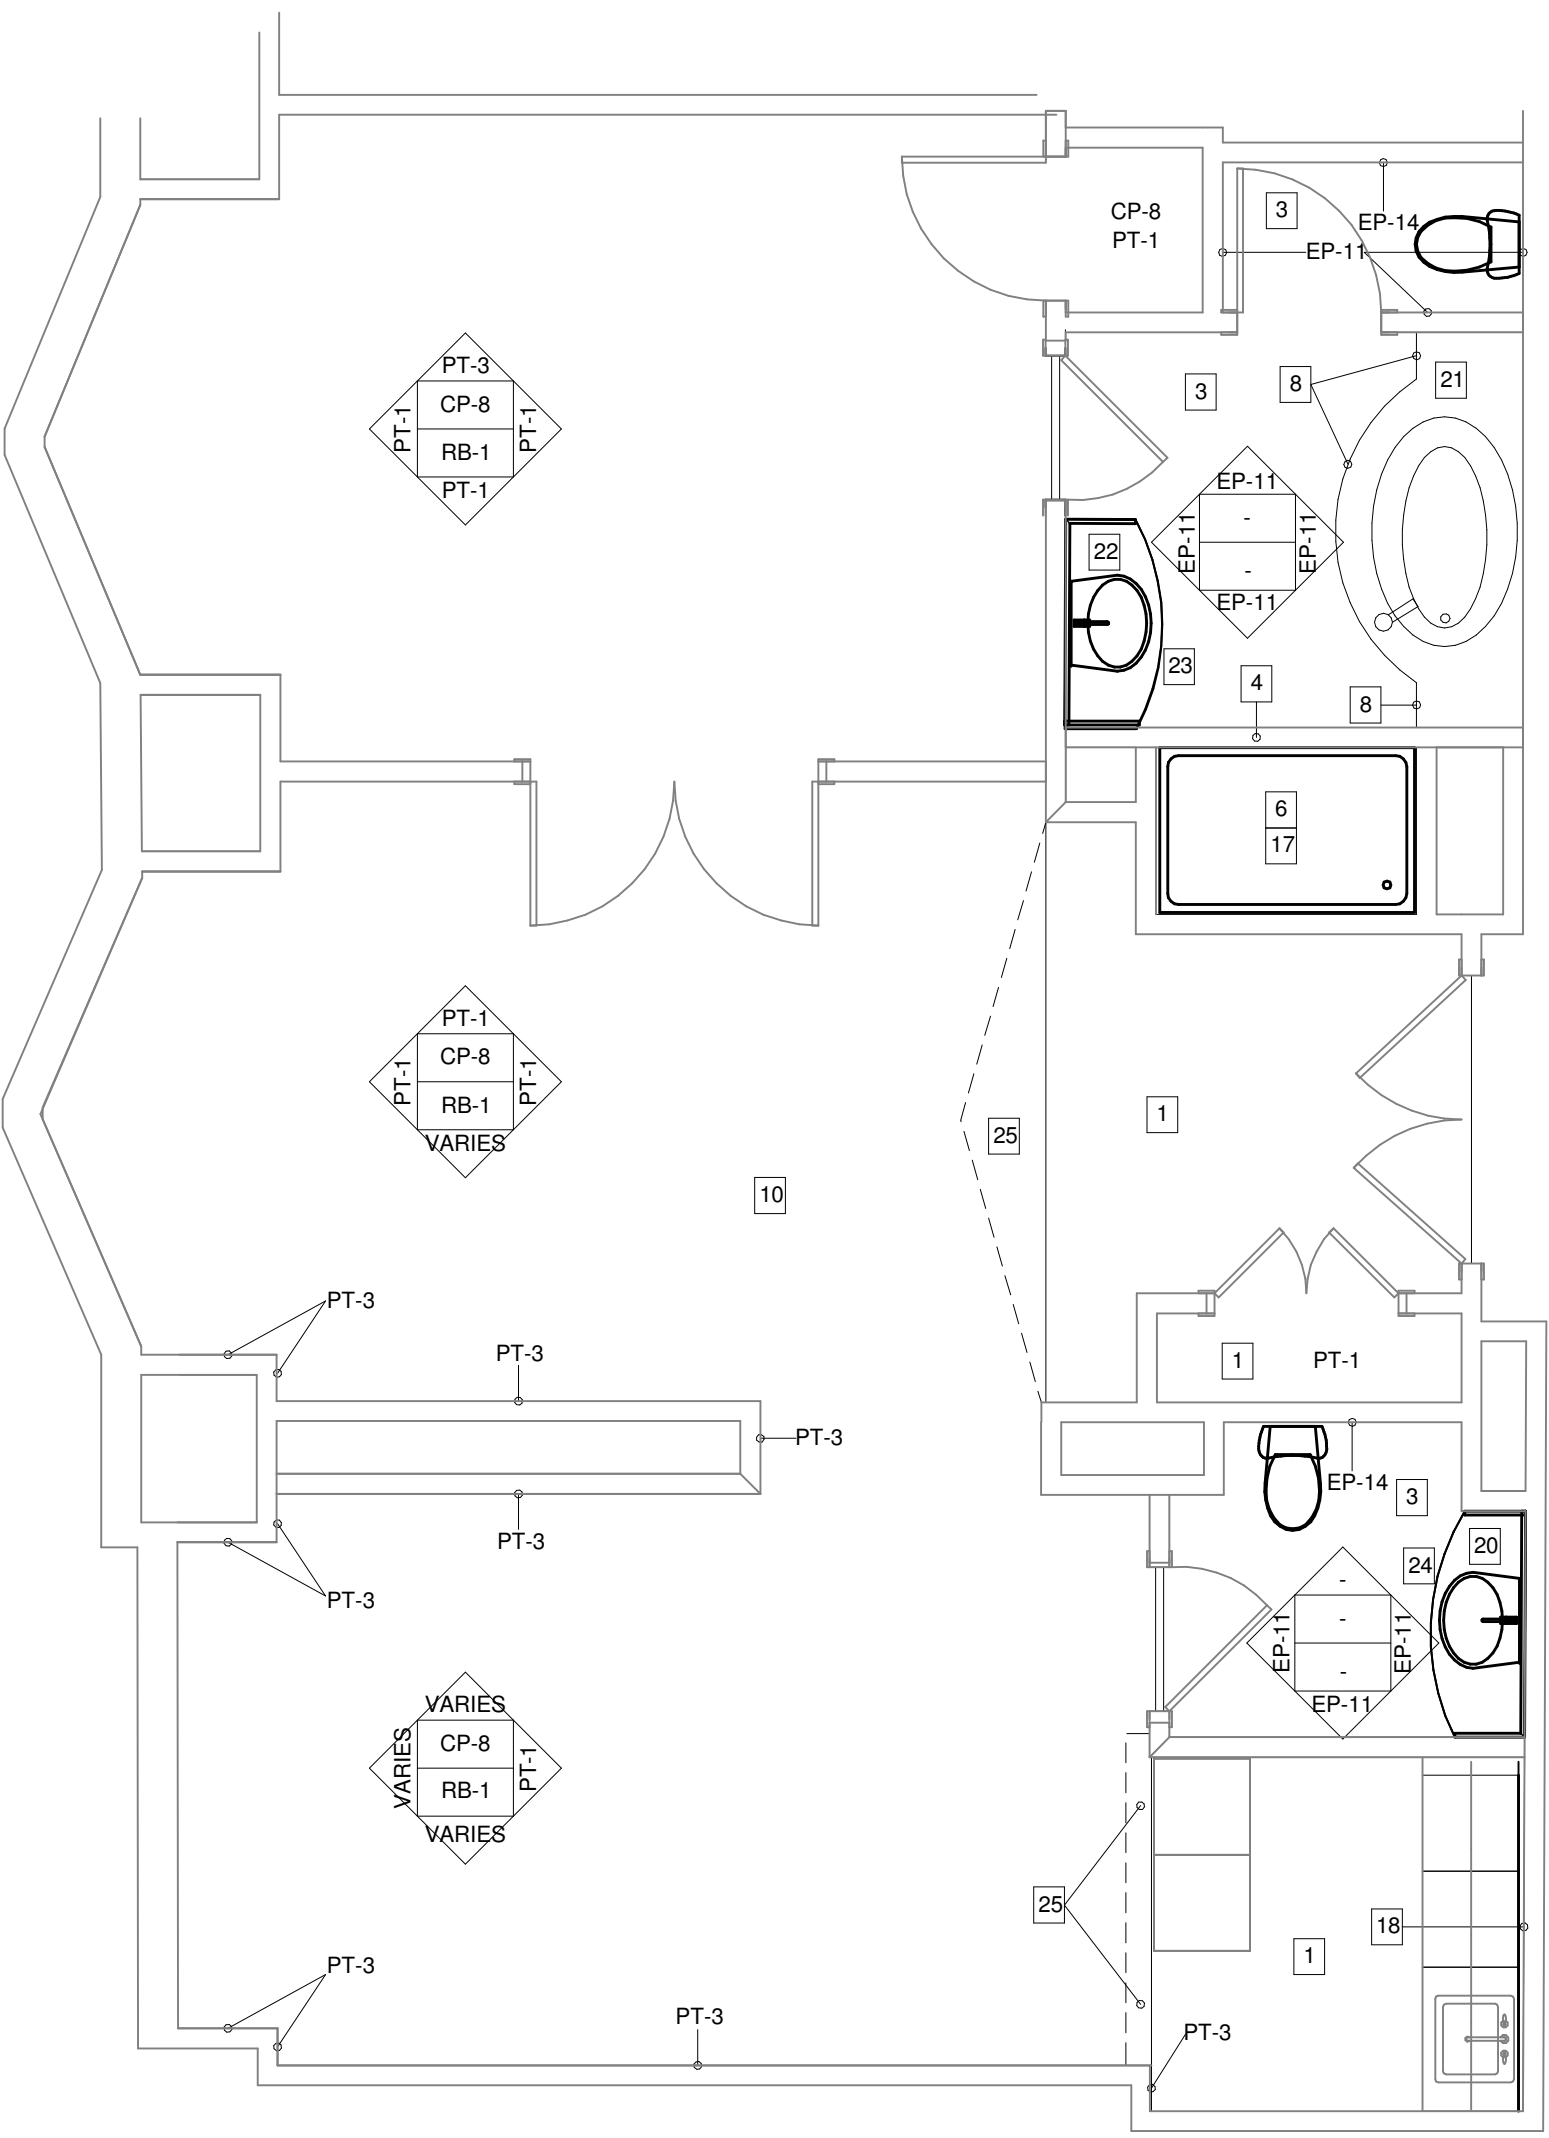 CP-8
PT-1
3
EP-14
EP-11
PT-3
PT-1
CP-8
RB-1
PT-1
PT-1
3
8
21
EP-11
EP-11
-
-
EP-11
EP-11
22
23
4
8
6
17
PT-1
PT-1
CP-8
RB-1
PT-1
VARIES
10
25
1
PT-3
PT-3
PT-3
PT-3
PT-3
1
PT-1
EP-14
3
20
24
-
EP-11
-
-
EP-11
EP-11
VARIES
VARIES
CP-8
RB-1
PT-1
VARIES
25
18
1
PT-3
PT-3
PT-3